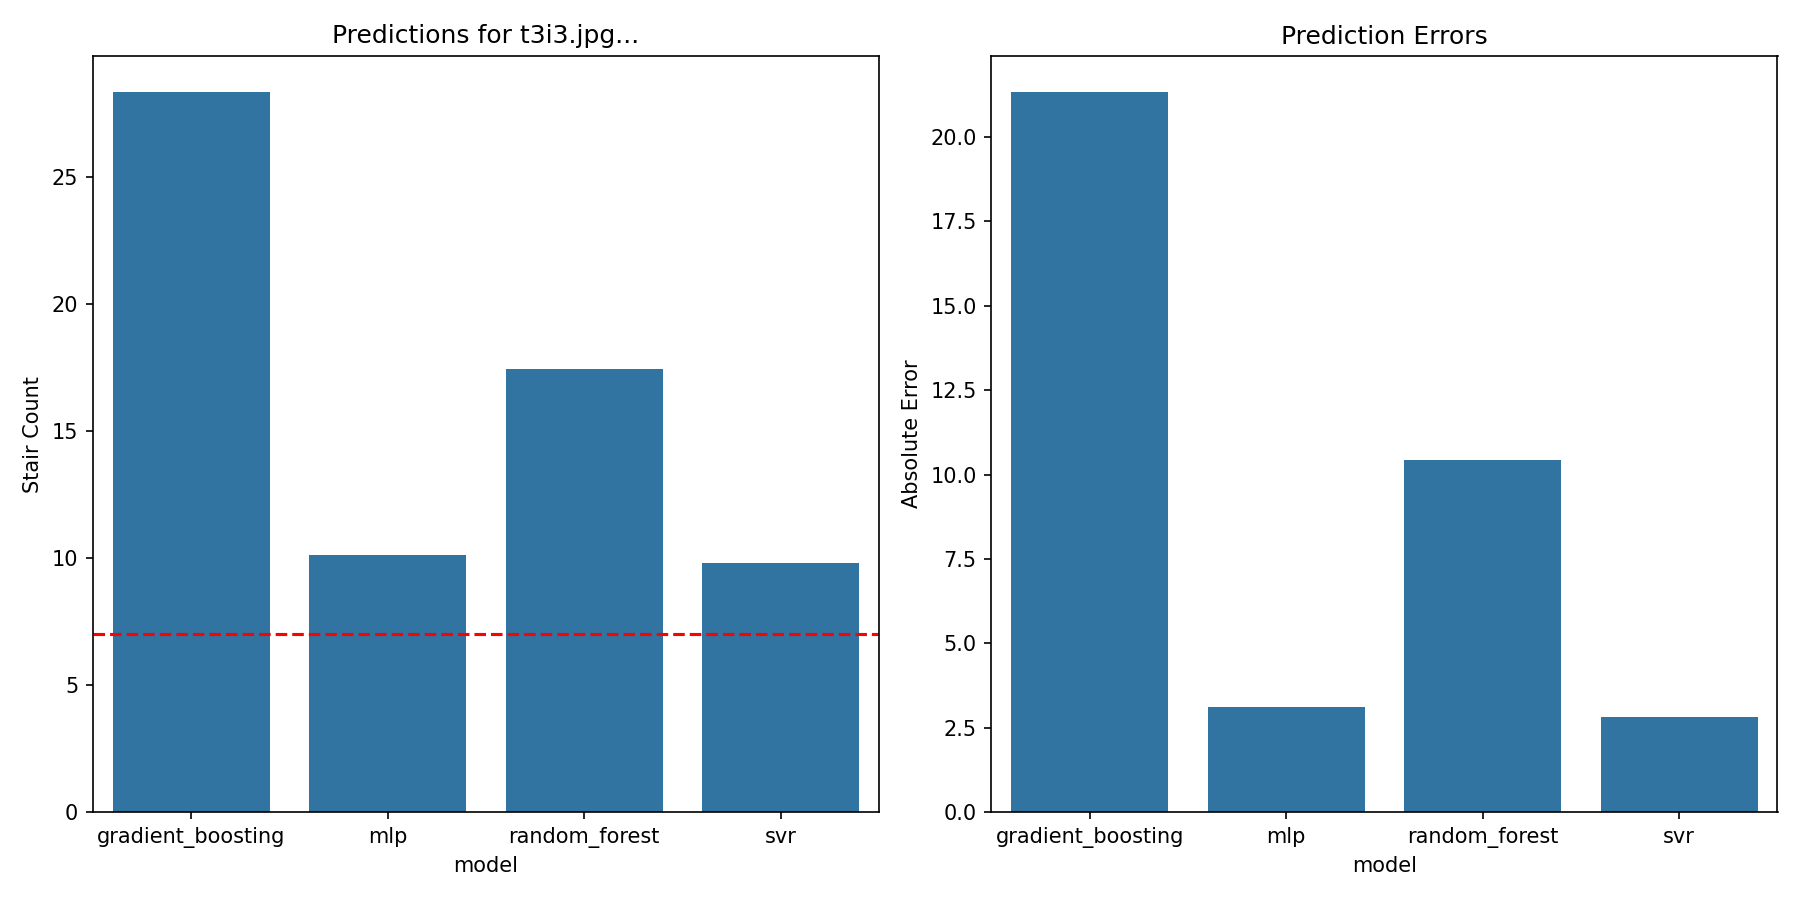 Predictions for t3i3.jpg...
Stair Count
25
20
15
10
5
0
gradient_boosting mlp random_forest svr
model
Prediction Errors
Absolute Error
20.0
17.5
15.0
12.5
10.0
7.5
5.0
2.5
0.0
gradient_boosting mlp random_forest svr
model